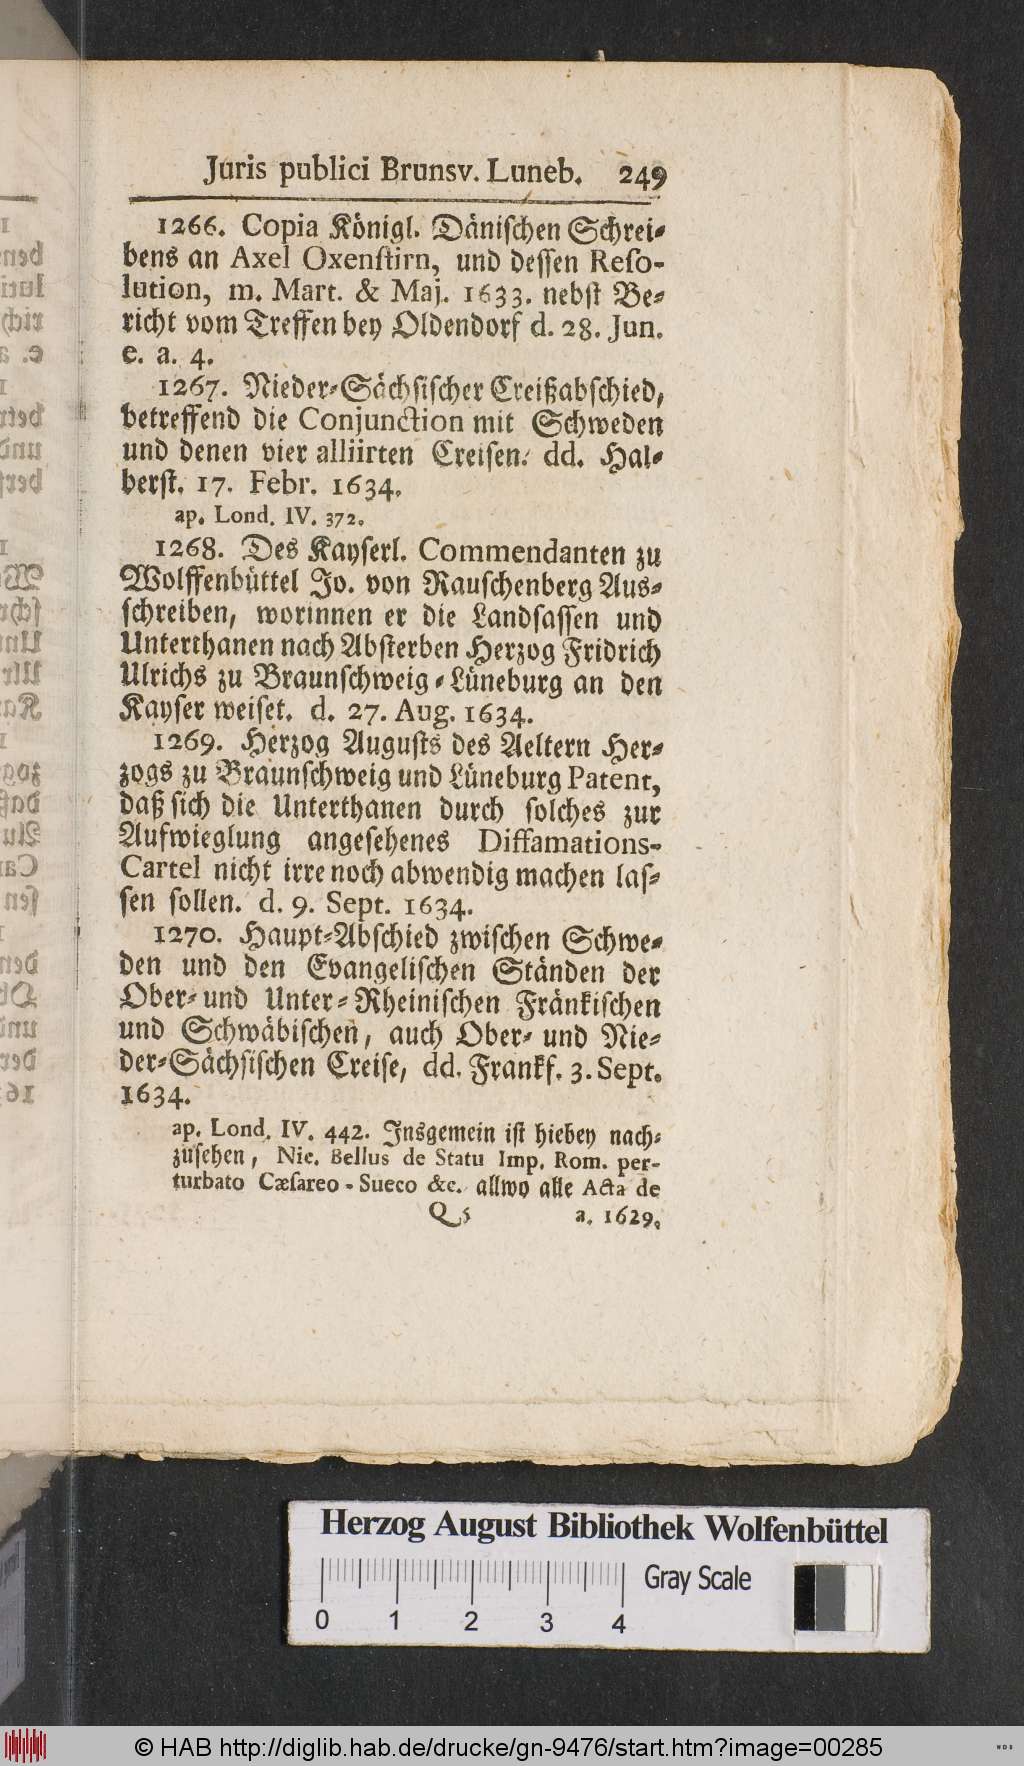 Juris publici Brunsv. Luneb. 249
1266. Copia Königl. Dänischen Schrei-
bens an Axel Oxenstirn, und dessen Reso-
lution, m. Mart. & Maj. 1633. nebst Be-
richt vom Treffen bey Oldendorf d. 28. Jun.
e. a. 4.
1267. Nieder-Sächsischer Creißabschied,
betreffend die Conjunction mit Schweden
und denen vier alliirten Creisen. dd. Hal-
berst. 17. Febr. 1634.
ap. Lond. IV. 372.
1268. Des Kayserl. Commendanten zu
Wolffenbüttel Jo. von Rauschenberg Aus-
schreiben, worinnen er die Landsassen und
Unterthanen nach Absterben Herzog Fridrich
Ulrichs zu Braunschweig-Lüneburg an den
Kayser weiset. d. 27. Aug. 1634.
1269. Herzog Augusts des Aeltern Her-
zogs zu Braunschweig und Lüneburg Patent,
daß sich die Unterthanen durch solches zur
Aufwieglung angesehenes Diffamations-
Cartel nicht irre noch abwendig machen las-
sen sollen. d. 9. Sept. 1634.
1270. Haupt-Abschied zwischen Schwe-
den und den Evangelischen Ständen der
Ober- und Unter-Rheinischen Fränkischen
und Schwäbischen, auch Ober- und Nie-
der-Sächsischen Creise, dd. Frankf. 3. Sept.
1634.
ap. Lond. IV. 442. Insgemein ist hiebey nach-
zusehen, Nic. Bellus de Statu Imp. Rom. per-
turbato Cæsareo-Sueco &c. allwo alle Acta de
Q5 a. 1629.
Herzog August Bibliothek Wolfenbüttel
Gray Scale
0 1 2 3 4
© HAB http://diglib.hab.de/drucke/gn-9476/start.htm?image=00285